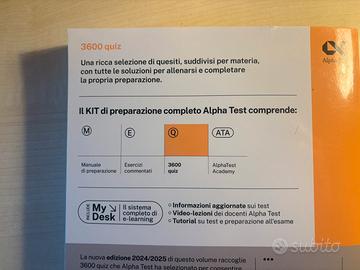 3600 quiz
Alpha Test
Una ricca selezione di quesiti, suddivisi per materia,
con tutte le soluzioni per allenarsi e completare
la propria preparazione.
Il KIT di preparazione completo Alpha Test comprende:
M E Q ATA
Manuale di preparazione
Esercizi commentati
3600 quiz
AlphaTest Academy
INCLUDE
My Desk
Il sistema completo di e-learning
• Informazioni aggiornate sui test
• Video-lezioni dei docenti Alpha Test
• Tutorial su test e preparazione all'esame
La nuova edizione 2024/2025 di questo volume raccoglie
3600 quiz che Alpha Test ha selezionato per consentire
subito